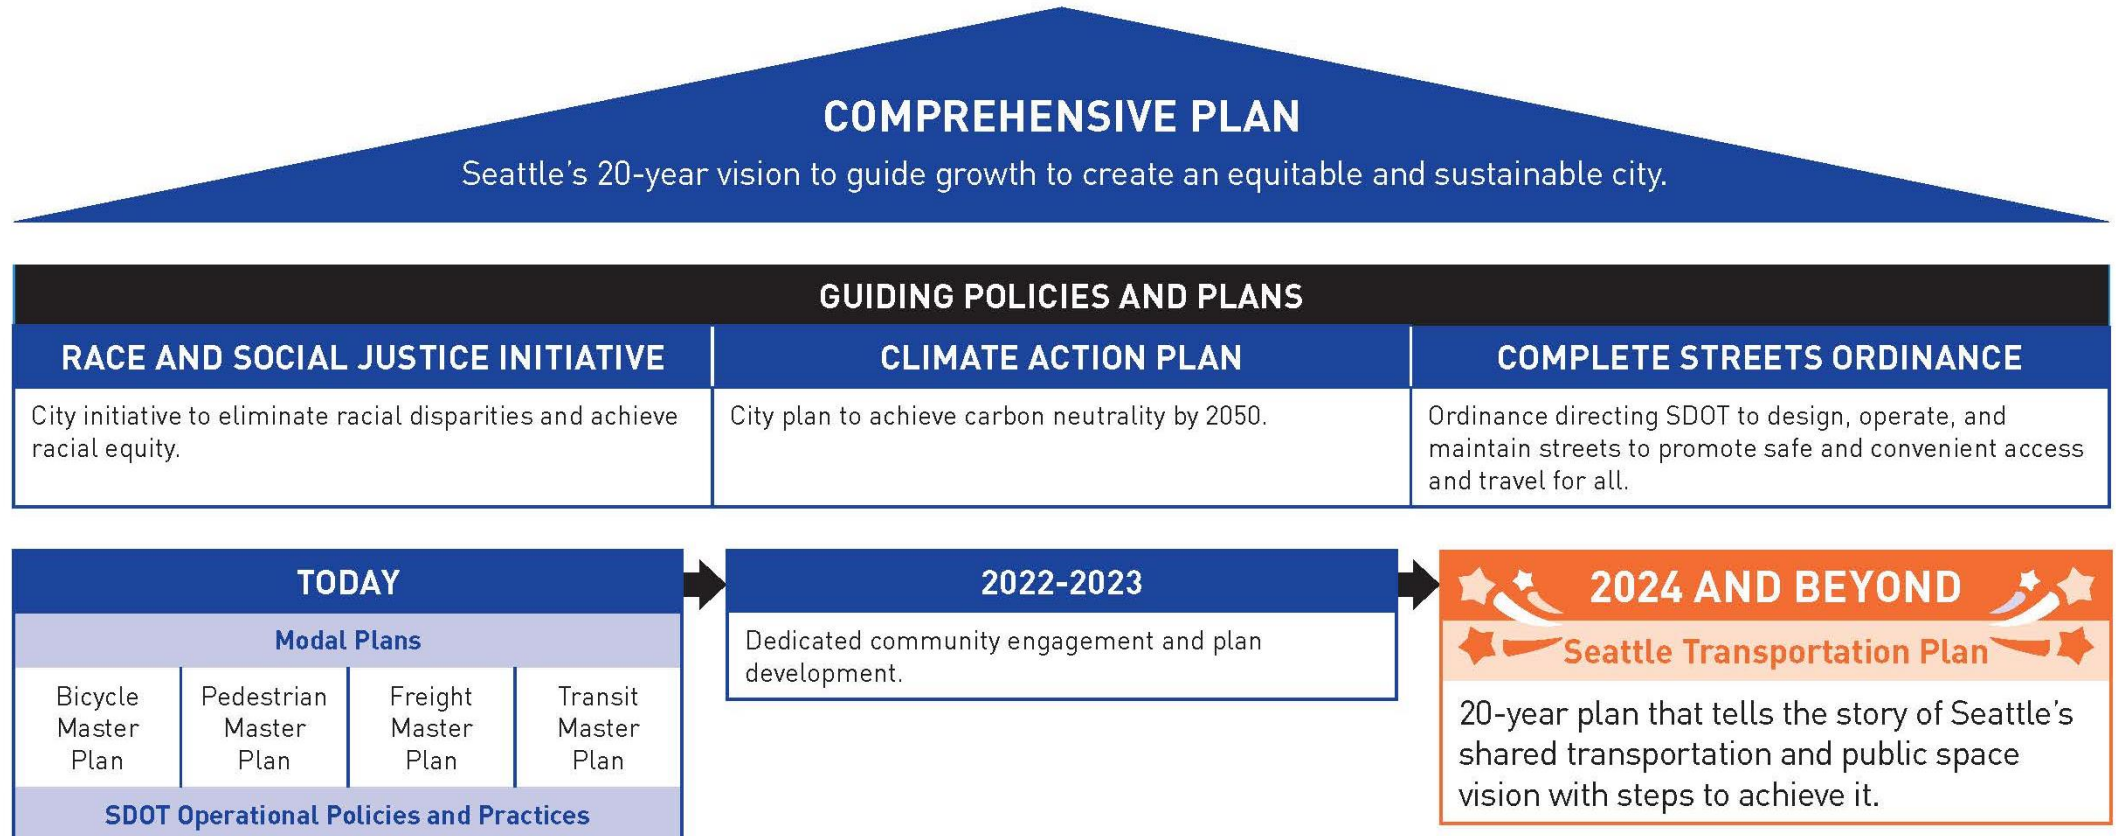 COMPREHENSIVE PLAN
Seattle’s 20-year vision to guide growth to create an equitable and sustainable city.
GUIDING POLICIES AND PLANS
RACE AND SOCIAL JUSTICE INITIATIVE
City initiative to eliminate racial disparities and achieve
racial equity.
CLIMATE ACTION PLAN
City plan to achieve carbon neutrality by 2050.
COMPLETE STREETS ORDINANCE
Ordinance directing SDOT to design, operate, and
maintain streets to promote safe and convenient access
and travel for all.
TODAY
Modal Plans
Bicycle
Master
Plan
Pedestrian
Master
Plan
Freight
Master
Plan
Transit
Master
Plan
SDOT Operational Policies and Practices
2022-2023
Dedicated community engagement and plan
development.
2024 AND BEYOND
Seattle Transportation Plan
20-year plan that tells the story of Seattle’s
shared transportation and public space
vision with steps to achieve it.